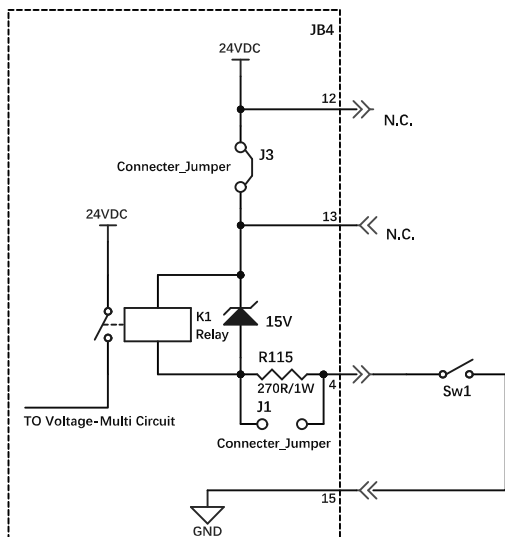 JB4
24VDC
12
N.C.
J3
Connecter_Jumper
24VDC
13
N.C.
K1
Relay
15V
R115
270R/1W
4
Sw1
J1
TO Voltage-Multi Circuit
Connecter_Jumper
15
GND